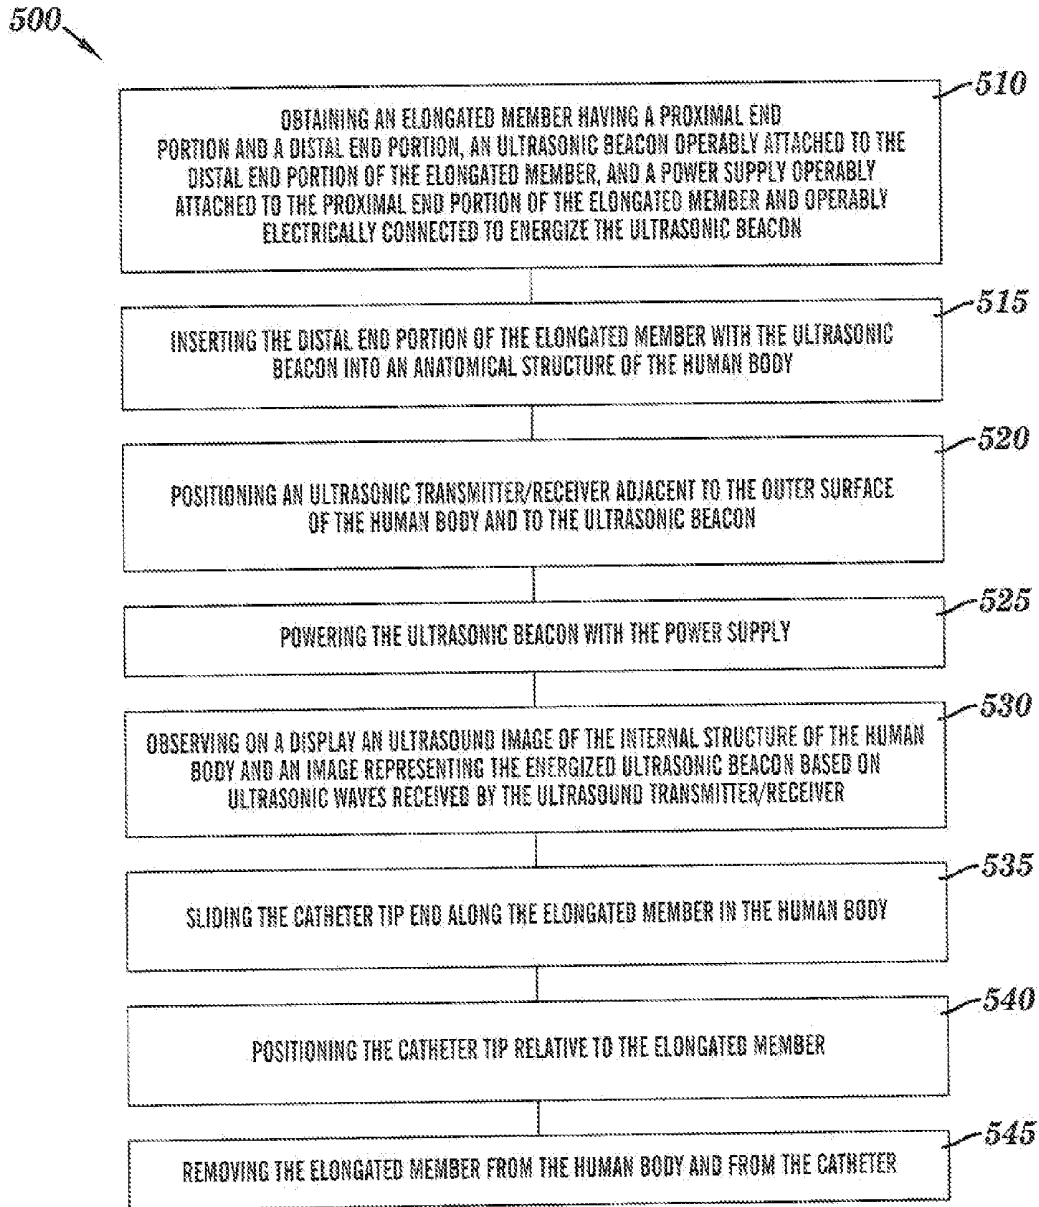 500
510
OBTAINING AN ELONGATED MEMBER HAVING A PROXIMAL END
PORTION AND A DISTAL END PORTION, AN ULTRASONIC BEACON OPERABLY ATTACHED TO THE
DISTAL END PORTION OF THE ELONGATED MEMBER, AND A POWER SUPPLY OPERABLY
ATTACHED TO THE PROXIMAL END PORTION OF THE ELONGATED MEMBER AND OPERABLY
ELECTRICALLY CONNECTED TO ENERGIZE THE ULTRASONIC BEACON
515
INSERTING THE DISTAL END PORTION OF THE ELONGATED MEMBER WITH THE ULTRASONIC
BEACON INTO AN ANATOMICAL STRUCTURE OF THE HUMAN BODY
520
POSITIONING AN ULTRASONIC TRANSMITTER/RECEIVER ADJACENT TO THE OUTER SURFACE
OF THE HUMAN BODY AND TO THE ULTRASONIC BEACON
525
POWERING THE ULTRASONIC BEACON WITH THE POWER SUPPLY
530
OBSERVING ON A DISPLAY AN ULTRASOUND IMAGE OF THE INTERNAL STRUCTURE OF THE HUMAN
BODY AND AN IMAGE REPRESENTING THE ENERGIZED ULTRASONIC BEACON BASED ON
ULTRASONIC WAVES RECEIVED BY THE ULTRASOUND TRANSMITTER/RECEIVER
535
SLIDING THE CATHETER TIP END ALONG THE ELONGATED MEMBER IN THE HUMAN BODY
540
POSITIONING THE CATHETER TIP RELATIVE TO THE ELONGATED MEMBER
545
REMOVING THE ELONGATED MEMBER FROM THE HUMAN BODY AND FROM THE CATHETER